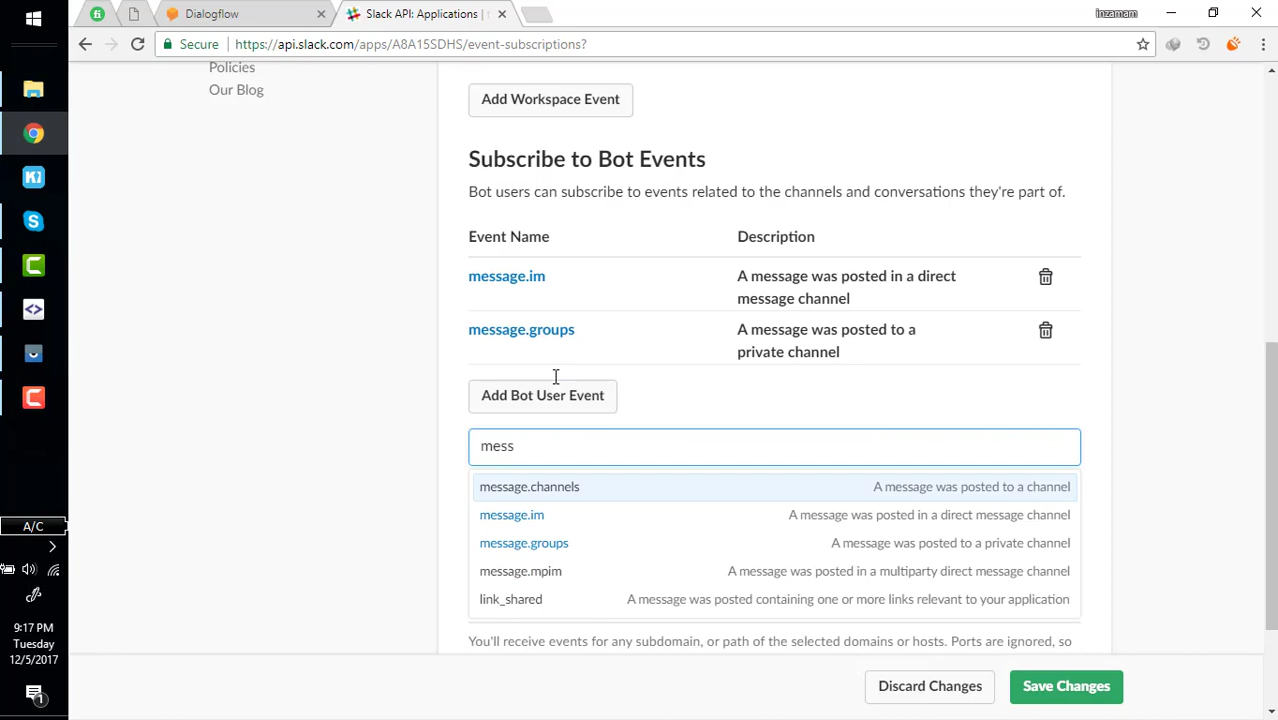 Dialogflow
Slack API: Applications |
inzamam
Secure
https://api.slack.com/apps/A8A15SDHS/event-subscriptions?
Policies
Our Blog
Add Workspace Event
Subscribe to Bot Events
Bot users can subscribe to events related to the channels and conversations they're part of.
Event Name Description
message.im A message was posted in a direct
message channel
message.groups A message was posted to a
private channel
Add Bot User Event
mess
message.channels A message was posted to a channel
message.im A message was posted in a direct message channel
message.groups A message was posted to a private channel
message.mpim A message was posted in a multiparty direct message channel
link_shared A message was posted containing one or more links relevant to your application
You'll receive events for any subdomain, or path of the selected domains or hosts. Ports are ignored, so
Discard Changes Save Changes
A/C
9:17 PM
Tuesday
12/5/2017
1